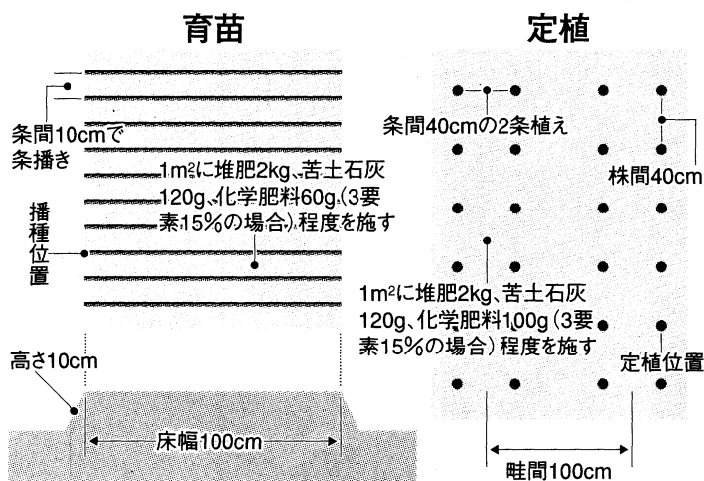 育苗
条間10cmで
条播き
1m²に堆肥2kg、苦土石灰
120g、化学肥料60g(3要
素15%の場合)程度を施す
播種位置
高さ10cm
床幅100cm
定植
条間40cmの2条植え
株間40cm
1m²に堆肥2kg、苦土石灰
120g、化学肥料100g(3要
素15%の場合)程度を施す
定植位置
畦間100cm